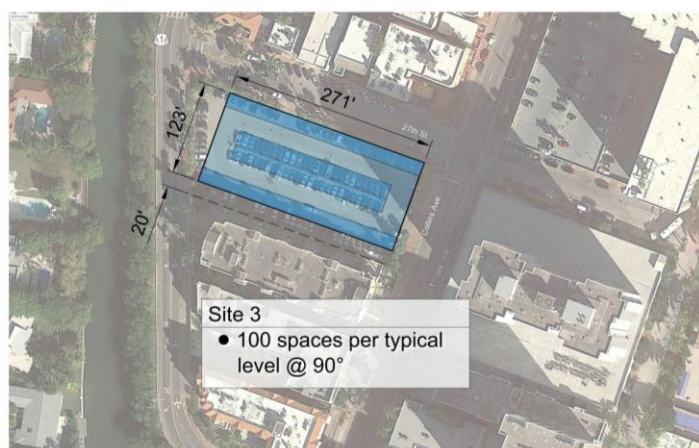 271'
123'
27th St
20'
Collins Ave
Site 3
● 100 spaces per typical
level @ 90°